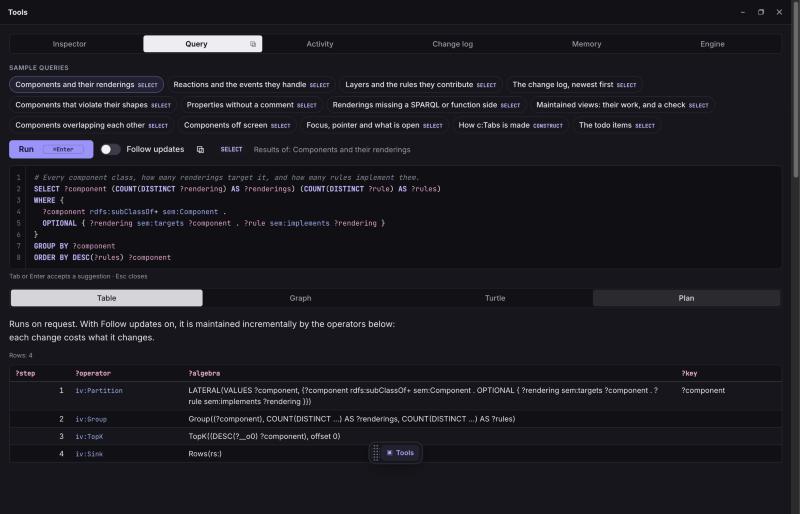 Tools
Inspector
Query
Activity
Change log
Memory
Engine
SAMPLE QUERIES
Components and their renderings SELECT
Reactions and the events they handle SELECT
Layers and the rules they contribute SELECT
The change log, newest first SELECT
Components that violate their shapes SELECT
Properties without a comment SELECT
Renderings missing a SPARQL or function side SELECT
Maintained views: their work, and a check SELECT
Components overlapping each other SELECT
Components off screen SELECT
Focus, pointer and what is open SELECT
How c:Tabs is made CONSTRUCT
The todo items SELECT
Run ⌘Enter
Follow updates
SELECT
Results of: Components and their renderings
1 # Every component class, how many renderings target it, and how many rules implement them.
2 SELECT ?component (COUNT(DISTINCT ?rendering) AS ?renderings) (COUNT(DISTINCT ?rule) AS ?rules)
3 WHERE {
4 ?component rdfs:subClassOf+ sem:Component .
5 OPTIONAL { ?rendering sem:targets ?component . ?rule sem:implements ?rendering }
6 }
7 GROUP BY ?component
8 ORDER BY DESC(?rules) ?component
Tab or Enter accepts a suggestion · Esc closes
Table
Graph
Turtle
Plan
Runs on request. With Follow updates on, it is maintained incrementally by the operators below:
each change costs what it changes.
Rows: 4
?step ?operator ?algebra ?key
1 iv:Partition LATERAL(VALUES ?component, {?component rdfs:subClassOf+ sem:Component . OPTIONAL { ?rendering sem:targets ?component . ? ?component
rule sem:implements ?rendering }})
2 iv:Group Group((?component), COUNT(DISTINCT ...) AS ?renderings, COUNT(DISTINCT ...) AS ?rules)
3 iv:TopK TopK((DESC(?__o0) ?component), offset 0)
4 iv:Sink Rows(rs:)
Tools